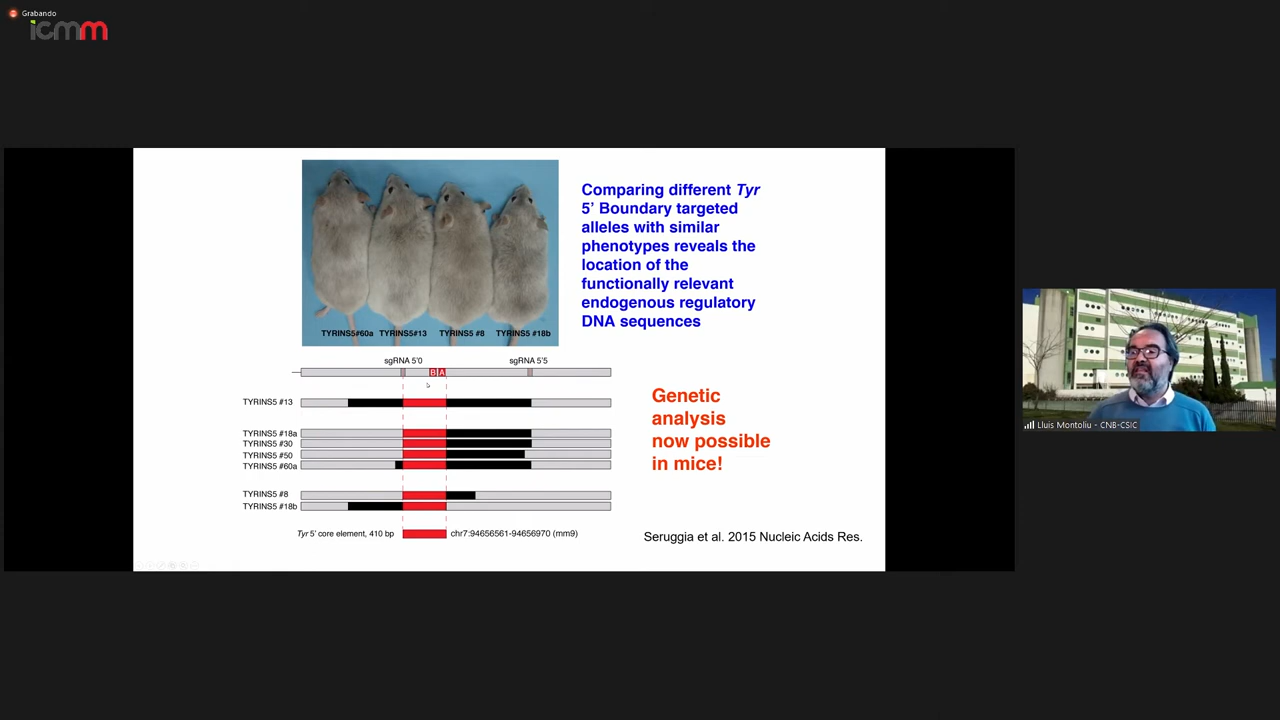 Grabando
icmm
Comparing different Tyr
5’ Boundary targeted
alleles with similar
phenotypes reveals the
location of the
functionally relevant
endogenous regulatory
DNA sequences
TYRINS5#60a TYRINS5#13 TYRINS5 #8 TYRINS5 #18b
sgRNA 5'0 sgRNA 5'5
B A
TYRINS5 #13
TYRINS5 #18a
TYRINS5 #30
TYRINS5 #50
TYRINS5 #60a
TYRINS5 #8
TYRINS5 #18b
Tyr 5' core element, 410 bp chr7:94656561-94656970 (mm9)
Genetic
analysis
now possible
in mice!
Seruggia et al. 2015 Nucleic Acids Res.
Lluis Montoliu - CNB-CSIC